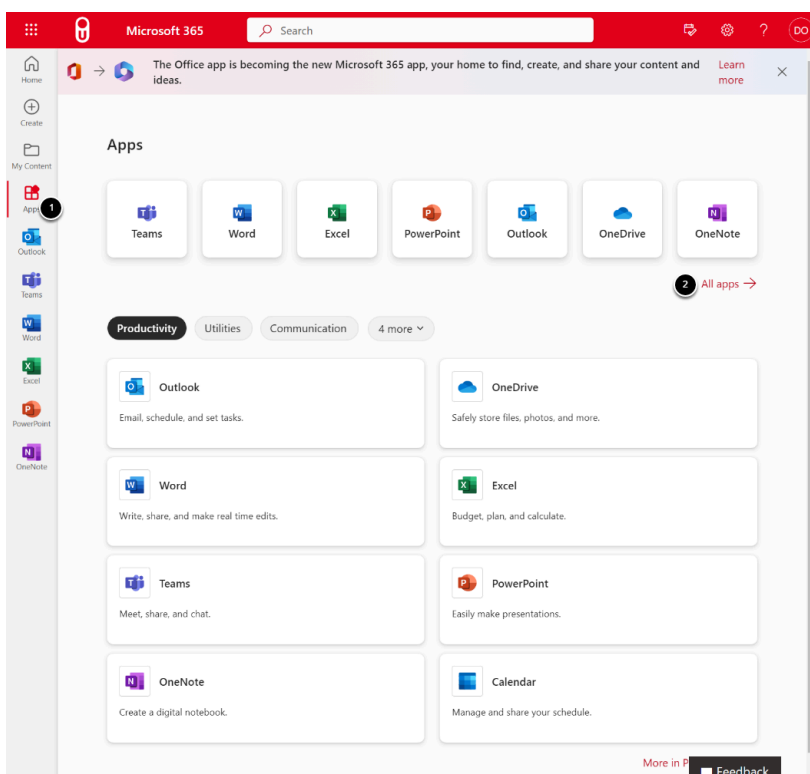 Microsoft 365
Search
?
DO
Home
Create
My Content
Apps
1
Outlook
Teams
Word
Excel
PowerPoint
OneNote
The Office app is becoming the new Microsoft 365 app, your home to find, create, and share your content and
ideas.
Learn
more
Apps
Teams
Word
Excel
PowerPoint
Outlook
OneDrive
OneNote
2
All apps →
Productivity
Utilities
Communication
4 more
Outlook
Email, schedule, and set tasks.
OneDrive
Safely store files, photos, and more.
Word
Write, share, and make real time edits.
Excel
Budget, plan, and calculate.
Teams
Meet, share, and chat.
PowerPoint
Easily make presentations.
OneNote
Create a digital notebook.
Calendar
Manage and share your schedule.
More in P
Feedback